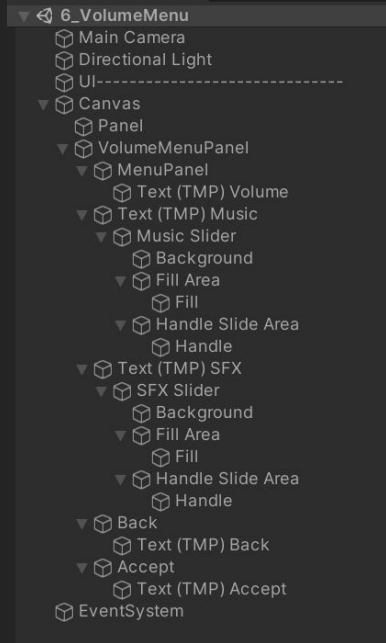 6_VolumeMenu
Main Camera
Directional Light
UI-----------------------------
Canvas
Panel
VolumeMenuPanel
MenuPanel
Text (TMP) Volume
Text (TMP) Music
Music Slider
Background
Fill Area
Fill
Handle Slide Area
Handle
Text (TMP) SFX
SFX Slider
Background
Fill Area
Fill
Handle Slide Area
Handle
Back
Text (TMP) Back
Accept
Text (TMP) Accept
EventSystem